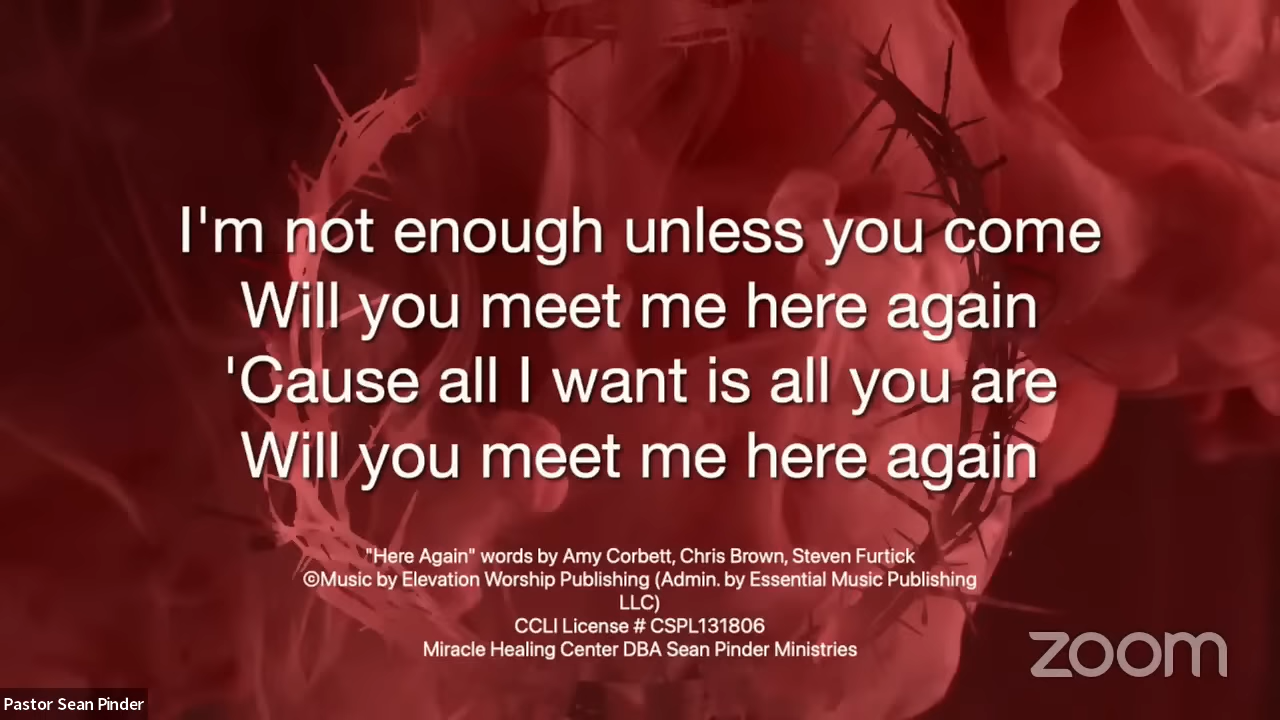 I'm not enough unless you come
Will you meet me here again
'Cause all I want is all you are
Will you meet me here again
"Here Again" words by Amy Corbett, Chris Brown, Steven Furtick
©Music by Elevation Worship Publishing (Admin. by Essential Music Publishing
LLC)
CCLI License # CSPL131806
Miracle Healing Center DBA Sean Pinder Ministries
zoom
Pastor Sean Pinder